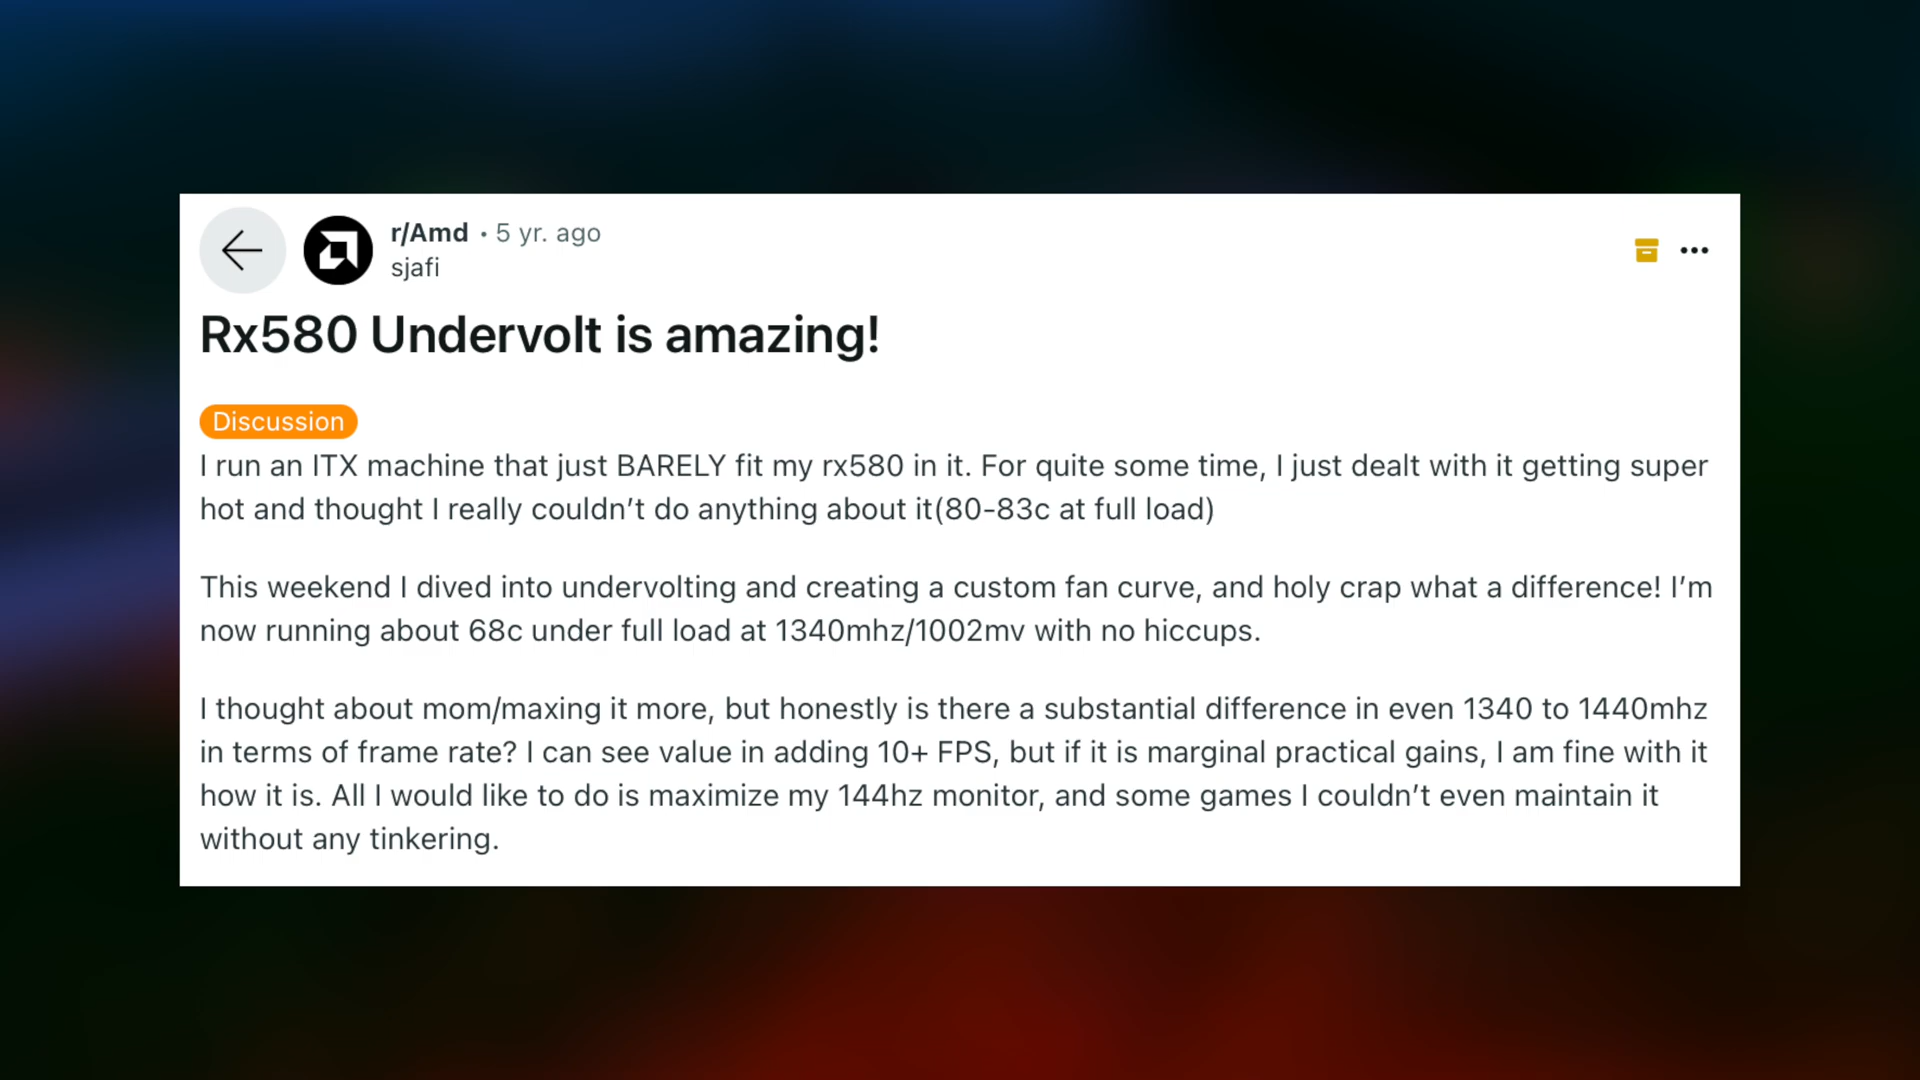 r/Amd • 5 yr. ago
sjafi
Rx580 Undervolt is amazing!
Discussion
I run an ITX machine that just BARELY fit my rx580 in it. For quite some time, I just dealt with it getting super
hot and thought I really couldn’t do anything about it(80-83c at full load)
This weekend I dived into undervolting and creating a custom fan curve, and holy crap what a difference! I’m
now running about 68c under full load at 1340mhz/1002mv with no hiccups.
I thought about mom/maxing it more, but honestly is there a substantial difference in even 1340 to 1440mhz
in terms of frame rate? I can see value in adding 10+ FPS, but if it is marginal practical gains, I am fine with it
how it is. All I would like to do is maximize my 144hz monitor, and some games I couldn’t even maintain it
without any tinkering.